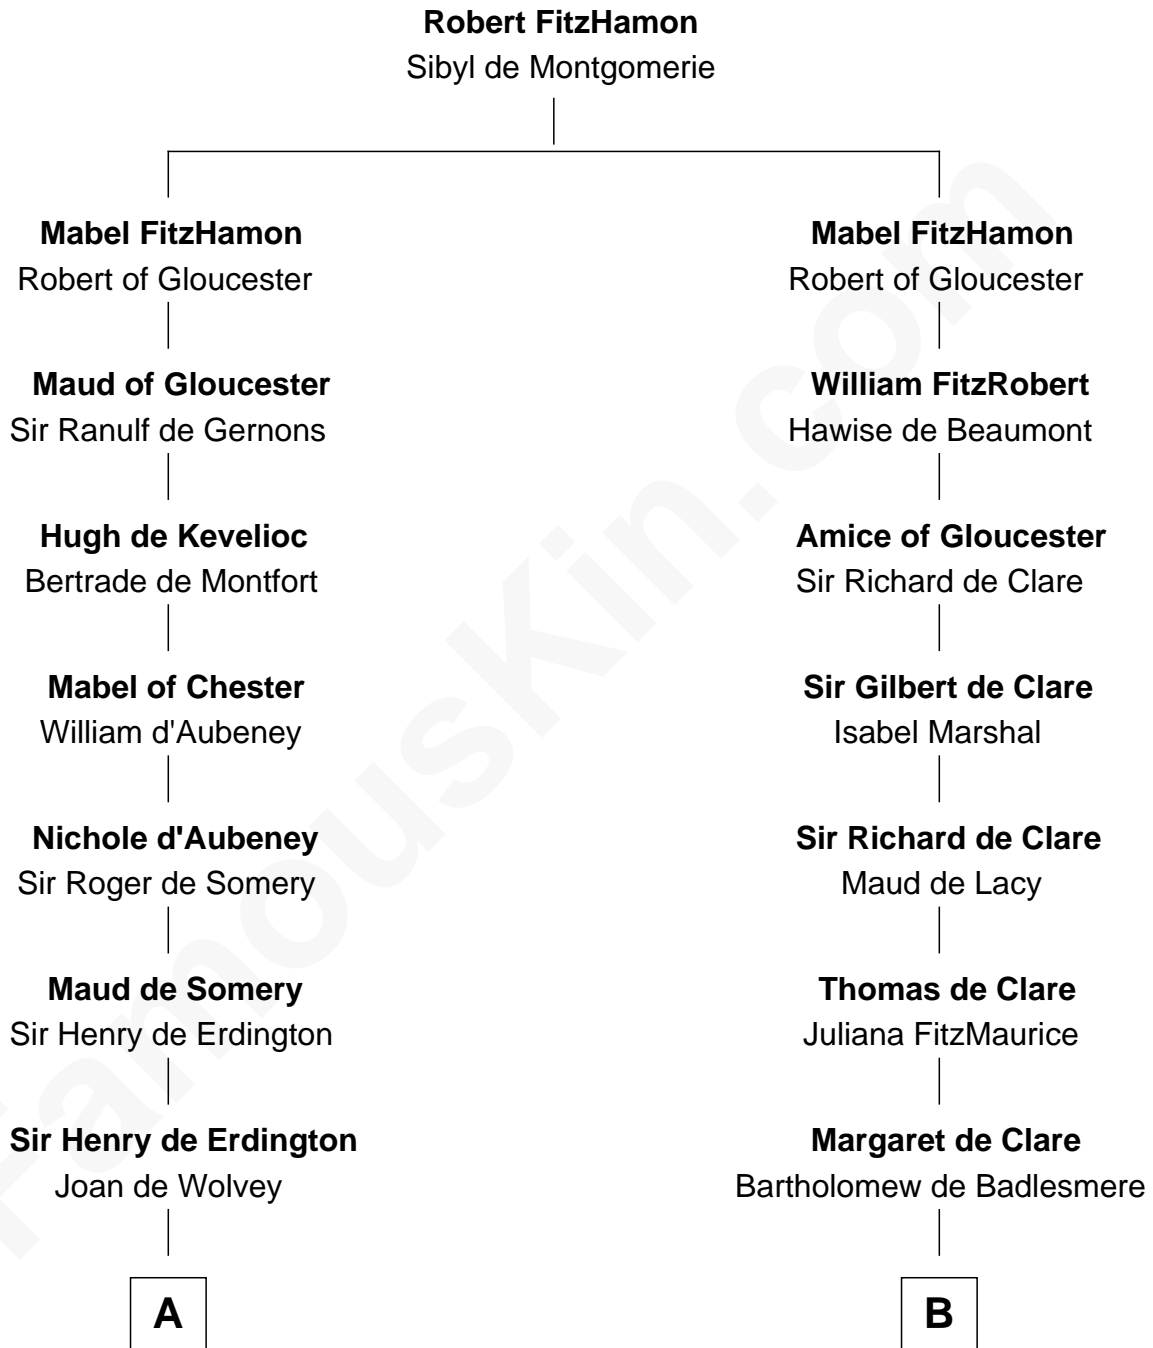 Robert FitzHamon
Sibyl de Montgomerie
Mabel FitzHamon
Robert of Gloucester
Maud of Gloucester
Sir Ranulf de Gernons
Hugh de Kevelioc
Bertrade de Montfort
Mabel of Chester
William d'Aubeney
Nichole d'Aubeney
Sir Roger de Somery
Maud de Somery
Sir Henry de Erdington
Sir Henry de Erdington
Joan de Wolvey
A
Mabel FitzHamon
Robert of Gloucester
William FitzRobert
Hawise de Beaumont
Amice of Gloucester
Sir Richard de Clare
Sir Gilbert de Clare
Isabel Marshal
Sir Richard de Clare
Maud de Lacy
Thomas de Clare
Juliana FitzMaurice
Margaret de Clare
Bartholomew de Badlesmere
B
FamousKin.com